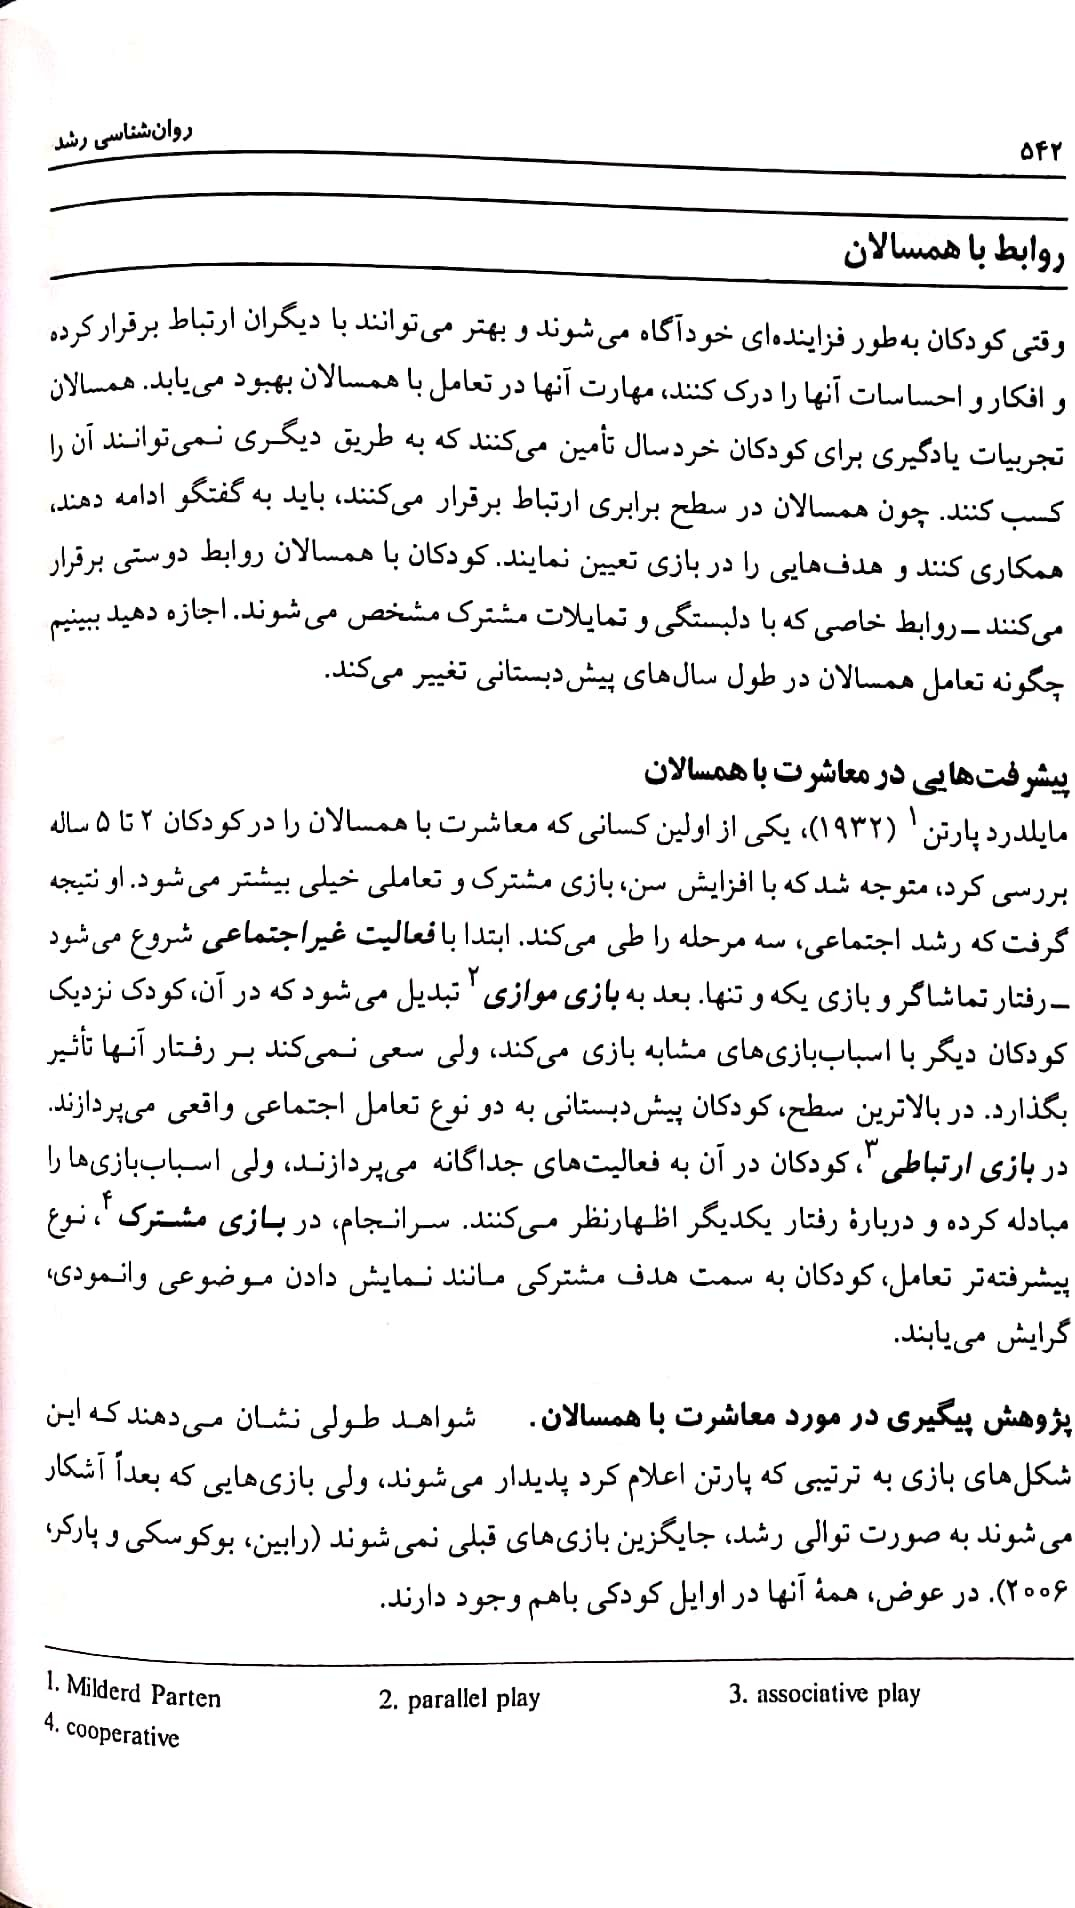 روان‌شناسی رشد
۵۴۲
روابط با همسالان
وقتی کودکان به‌طور فزاینده‌ای خودآگاه می‌شوند و بهتر می‌توانند با دیگران ارتباط برقرار کرده
و افکار و احساسات آنها را درک کنند، مهارت آنها در تعامل با همسالان بهبود می‌یابد. همسالان
تجربیات یادگیری برای کودکان خردسال تأمین می‌کنند که به طریق دیگری نمی‌توانند آن را
کسب کنند. چون همسالان در سطح برابری ارتباط برقرار می‌کنند، باید به گفتگو ادامه دهند،
همکاری کنند و هدف‌هایی را در بازی تعیین نمایند. کودکان با همسالان روابط دوستی برقرار
می‌کنند ـ روابط خاصی که با دلبستگی و تمایلات مشترک مشخص می‌شوند. اجازه دهید ببینیم
چگونه تعامل همسالان در طول سال‌های پیش‌دبستانی تغییر می‌کند.
پیشرفت‌هایی در معاشرت با همسالان
مایلدرد پارتن۱ (۱۹۳۲)، یکی از اولین کسانی که معاشرت با همسالان را در کودکان ۲ تا ۵ ساله
بررسی کرد، متوجه شد که با افزایش سن، بازی مشترک و تعاملی خیلی بیشتر می‌شود. او نتیجه
گرفت که رشد اجتماعی، سه مرحله را طی می‌کند. ابتدا با فعالیت غیراجتماعی شروع می‌شود
ـ رفتار تماشاگر و بازی یکه و تنها. بعد به بازی موازی۲ تبدیل می‌شود که در آن، کودک نزدیک
کودکان دیگر با اسباب‌بازی‌های مشابه بازی می‌کند، ولی سعی نمی‌کند بر رفتار آنها تأثیر
بگذارد. در بالاترین سطح، کودکان پیش‌دبستانی به دو نوع تعامل اجتماعی واقعی می‌پردازند.
در بازی ارتباطی۳، کودکان در آن به فعالیت‌های جداگانه می‌پردازند، ولی اسباب‌بازی‌ها را
مبادله کرده و دربارهٔ رفتار یکدیگر اظهارنظر می‌کنند. سرانجام، در بازی مشترک۴، نوع
پیشرفته‌تر تعامل، کودکان به سمت هدف مشترکی مانند نمایش دادن موضوعی وانمودی،
گرایش می‌یابند.
پژوهش پیگیری در مورد معاشرت با همسالان. شواهد طولی نشان می‌دهند که این
شکل‌های بازی به ترتیبی که پارتن اعلام کرد پدیدار می‌شوند، ولی بازی‌هایی که بعداً آشکار
می‌شوند به صورت توالی رشد، جایگزین بازی‌های قبلی نمی‌شوند (رابین، بوکوسکی و پارکر،
۲۰۰۶). در عوض، همهٔ آنها در اوایل کودکی باهم وجود دارند.
1. Milderd Parten 2. parallel play 3. associative play
4. cooperative